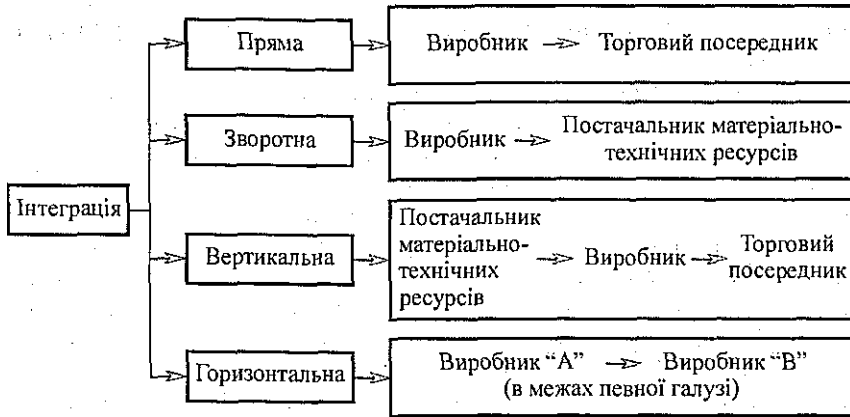 Пряма
Виробник
Торговий посередник
Зворотна
Виробник
Постачальник матеріально-
технічних ресурсів
Інтеграція
Вертикальна
Постачальник
матеріально-
технічних
ресурсів
Виробник
Торговий
посередник
Горизонтальна
Виробник “А”
Виробник “В”
(в межах певної галузі)